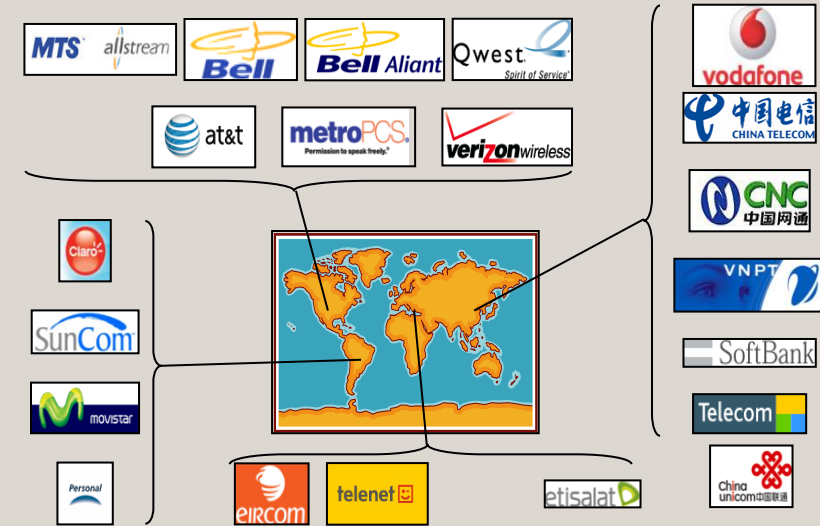 MTS allstream
Bell
Bell Aliant
Qwest
Spirit of Service®
at&t
metroPCS.
Permission to speak freely.®
verizonwireless
vodafone
中国电信
CHINA TELECOM
CNC
中国网通
VNPT
SoftBank
Telecom
China
unicom中国联通
Claro
SunCom
movistar
Personal
eircom
telenet
etisalat